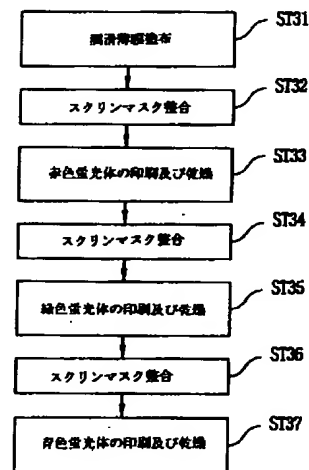 潤滑薄膜塗布
ST31
スクリンマスク整合
ST32
赤色蛍光体の印刷及び乾燥
ST33
スクリンマスク整合
ST34
緑色蛍光体の印刷及び乾燥
ST35
スクリンマスク整合
ST36
青色蛍光体の印刷及び乾燥
ST37